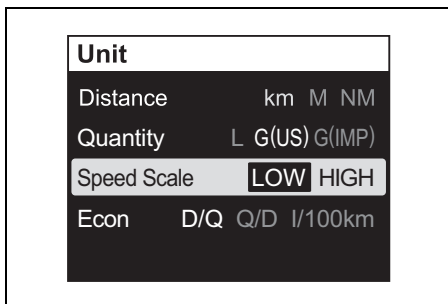 Unit
Distance km M NM
Quantity L G(US) G(IMP)
Speed Scale LOW HIGH
Econ D/Q Q/D l/100km